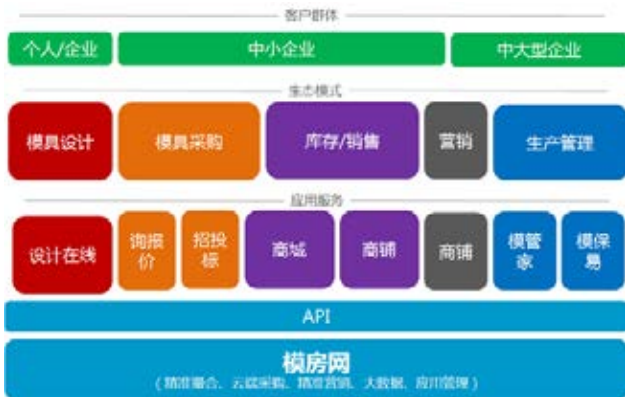 客户群体
个人/企业 中小企业 中大型企业
生态模式
模具设计 模具采购 库存/销售 营销 生产管理
应用服务
设计在线 询报价 招投标 商城 商铺 商铺 模管家 模保易
API
模房网
(精准撮合、云端采购、精准营销、大数据、应用管理)